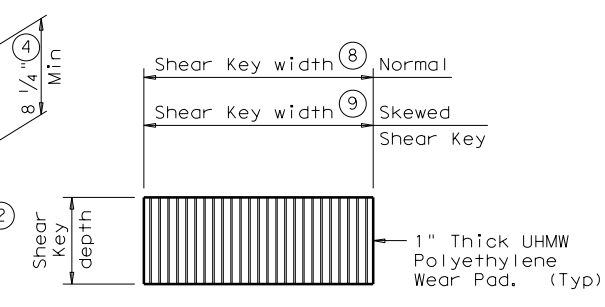 4
8 1/4"
Min
Shear Key width 8 Normal
Shear Key width 9 Skewed
Shear Key
2
Shear
Key
depth
1" Thick UHMW
Polyethylene
Wear Pad. (Typ)